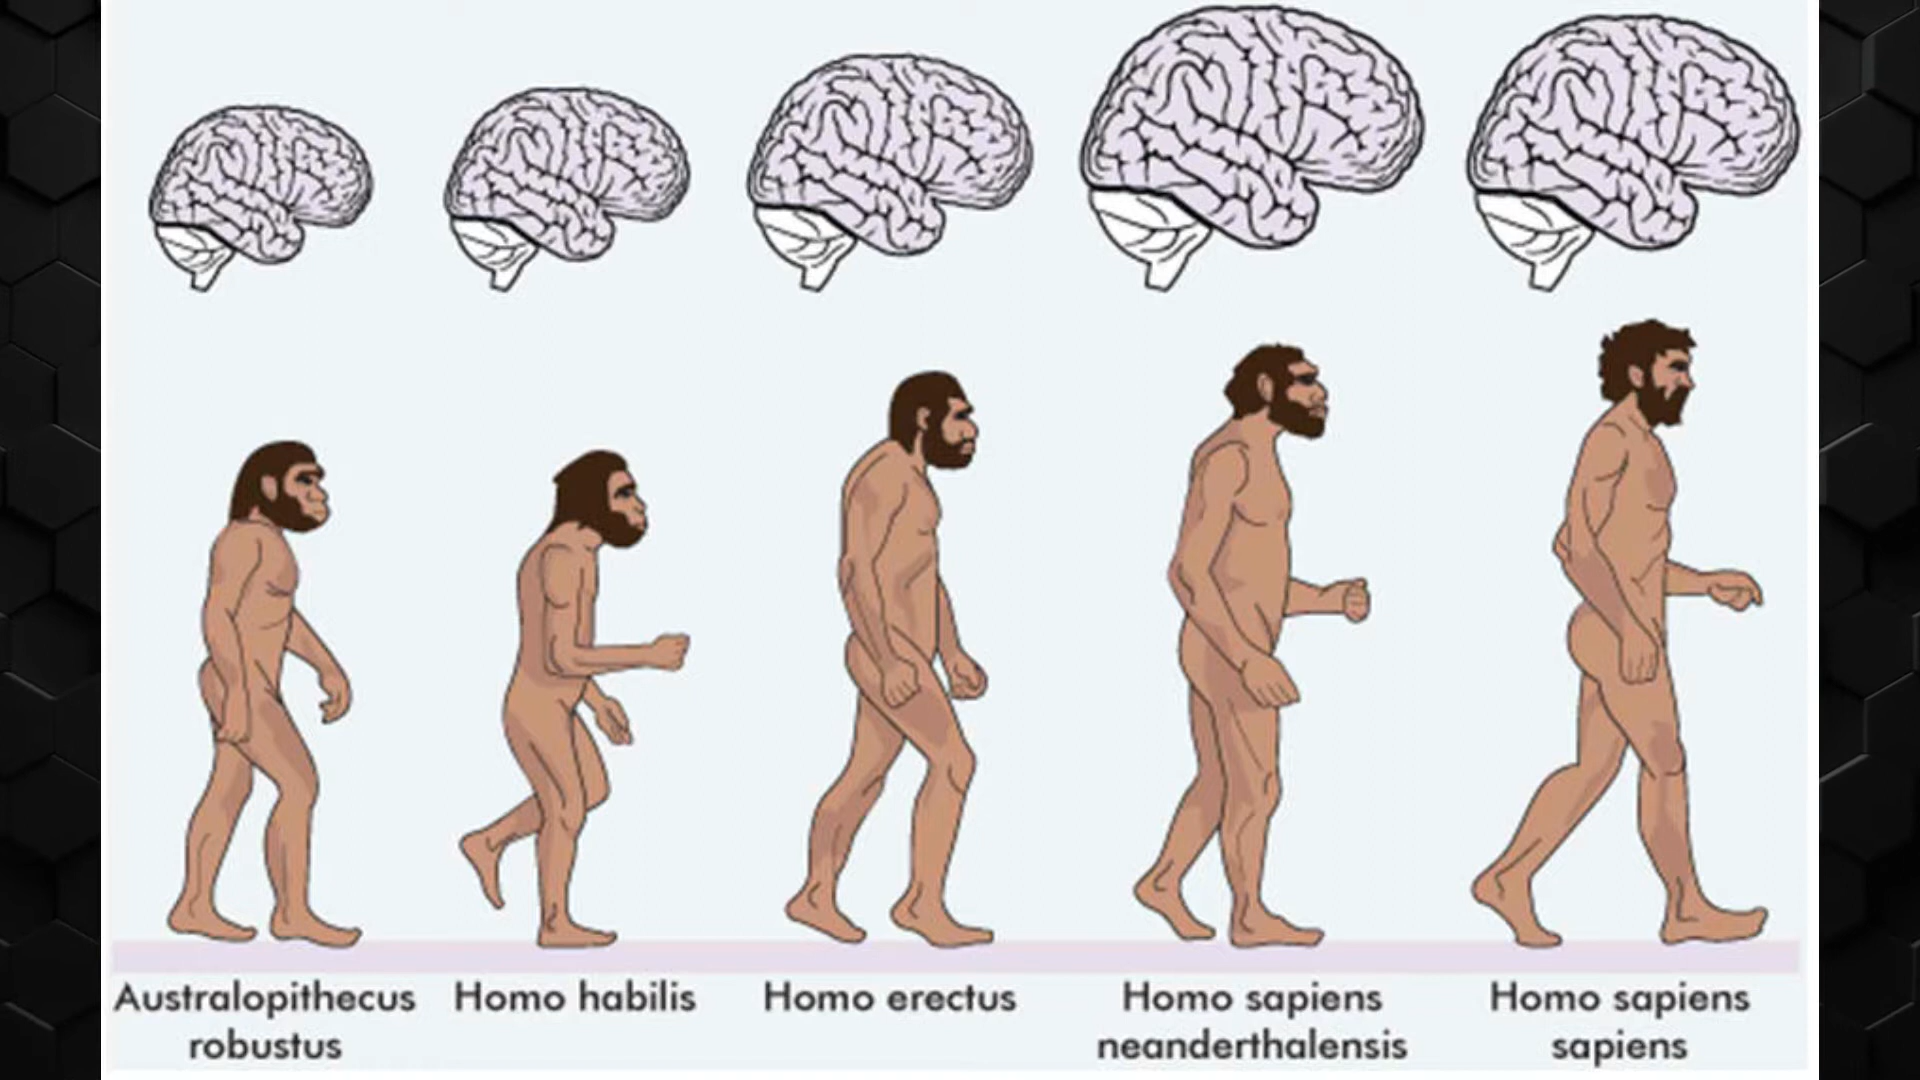 Australopithecus
robustus
Homo habilis
Homo erectus
Homo sapiens
neanderthalensis
Homo sapiens
sapiens